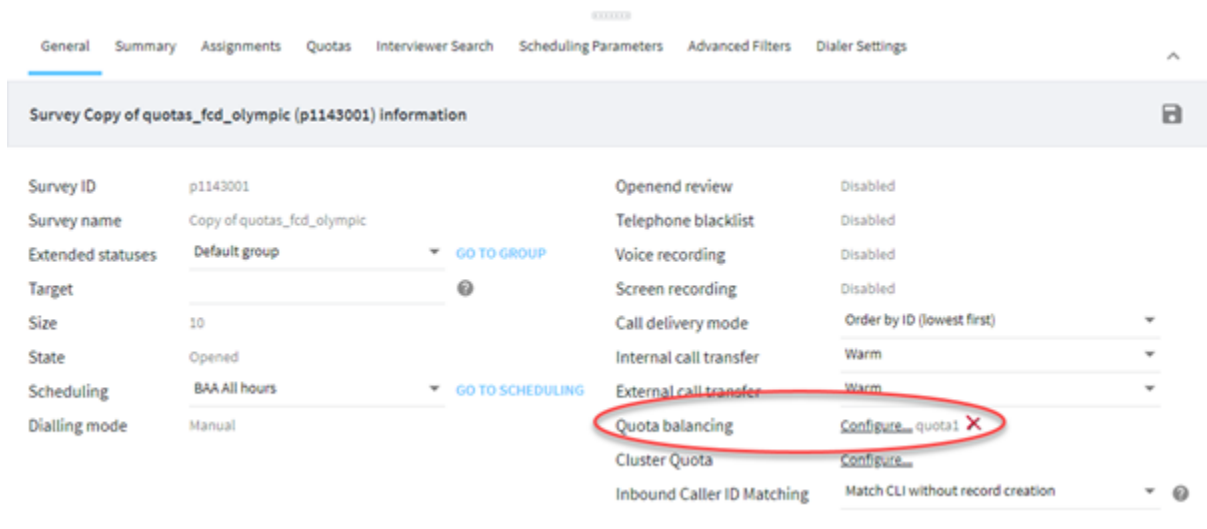 General Summary Assignments Quotas Interviewer Search Scheduling Parameters Advanced Filters Dialer Settings
Survey Copy of quotas_fcd_olympic (p1143001) information
Survey ID p1143001
Survey name Copy of quotas_fcd_olympic
Extended statuses Default group GO TO GROUP
Target
Size 10
State Opened
Scheduling BAA All hours GO TO SCHEDULING
Dialling mode Manual
Openend review Disabled
Telephone blacklist Disabled
Voice recording Disabled
Screen recording Disabled
Call delivery mode Order by ID (lowest first)
Internal call transfer Warm
External call transfer Warm
Quota balancing Configure... quota1
Cluster Quota Configure...
Inbound Caller ID Matching Match CLI without record creation